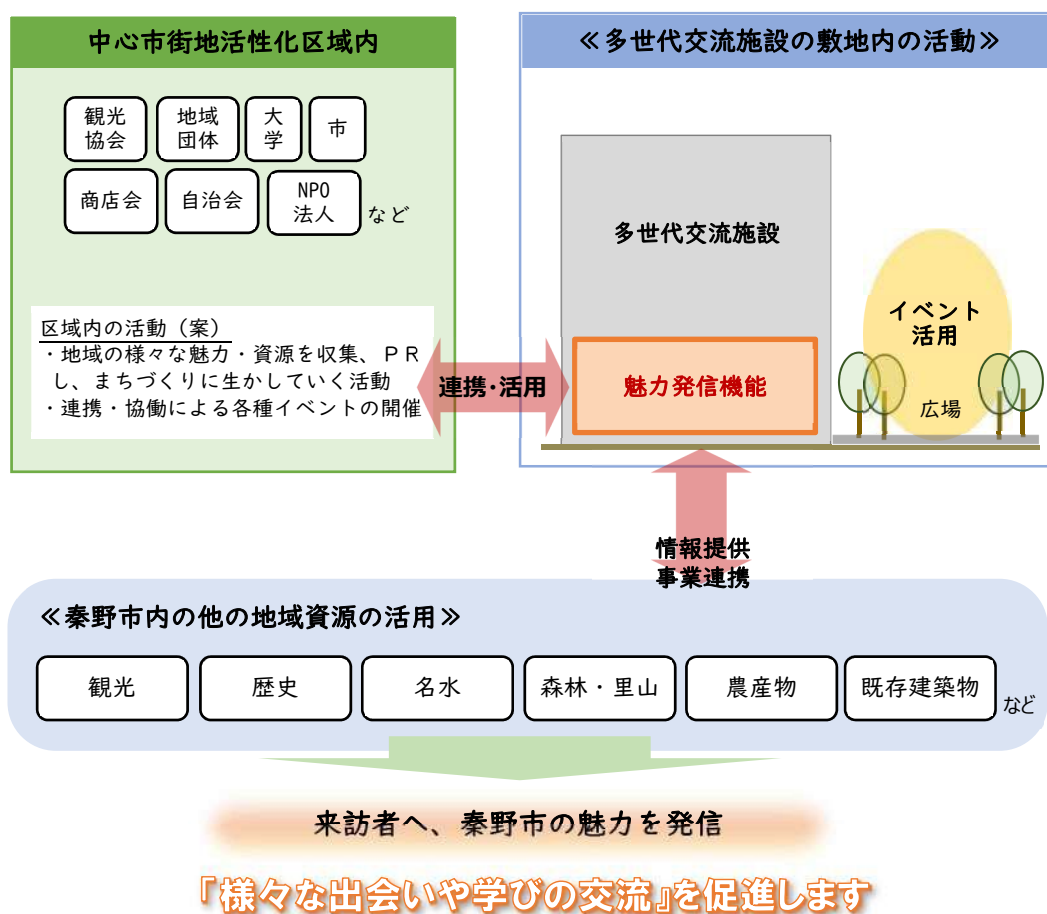 中心市街地活性化区域内
観光
協会
地域
団体
大
学
市
商店会
自治会
NPO
法人
など
区域内の活動（案）
・地域の様々な魅力・資源を収集、ＰＲ
し、まちづくりに生かしていく活動
・連携・協働による各種イベントの開催
連携・活用
≪多世代交流施設の敷地内の活動≫
多世代交流施設
魅力発信機能
イベント
活用
広場
情報提供
事業連携
≪秦野市内の他の地域資源の活用≫
観光
歴史
名水
森林・里山
農産物
既存建築物
など
来訪者へ、秦野市の魅力を発信
『様々な出会いや学びの交流』を促進します